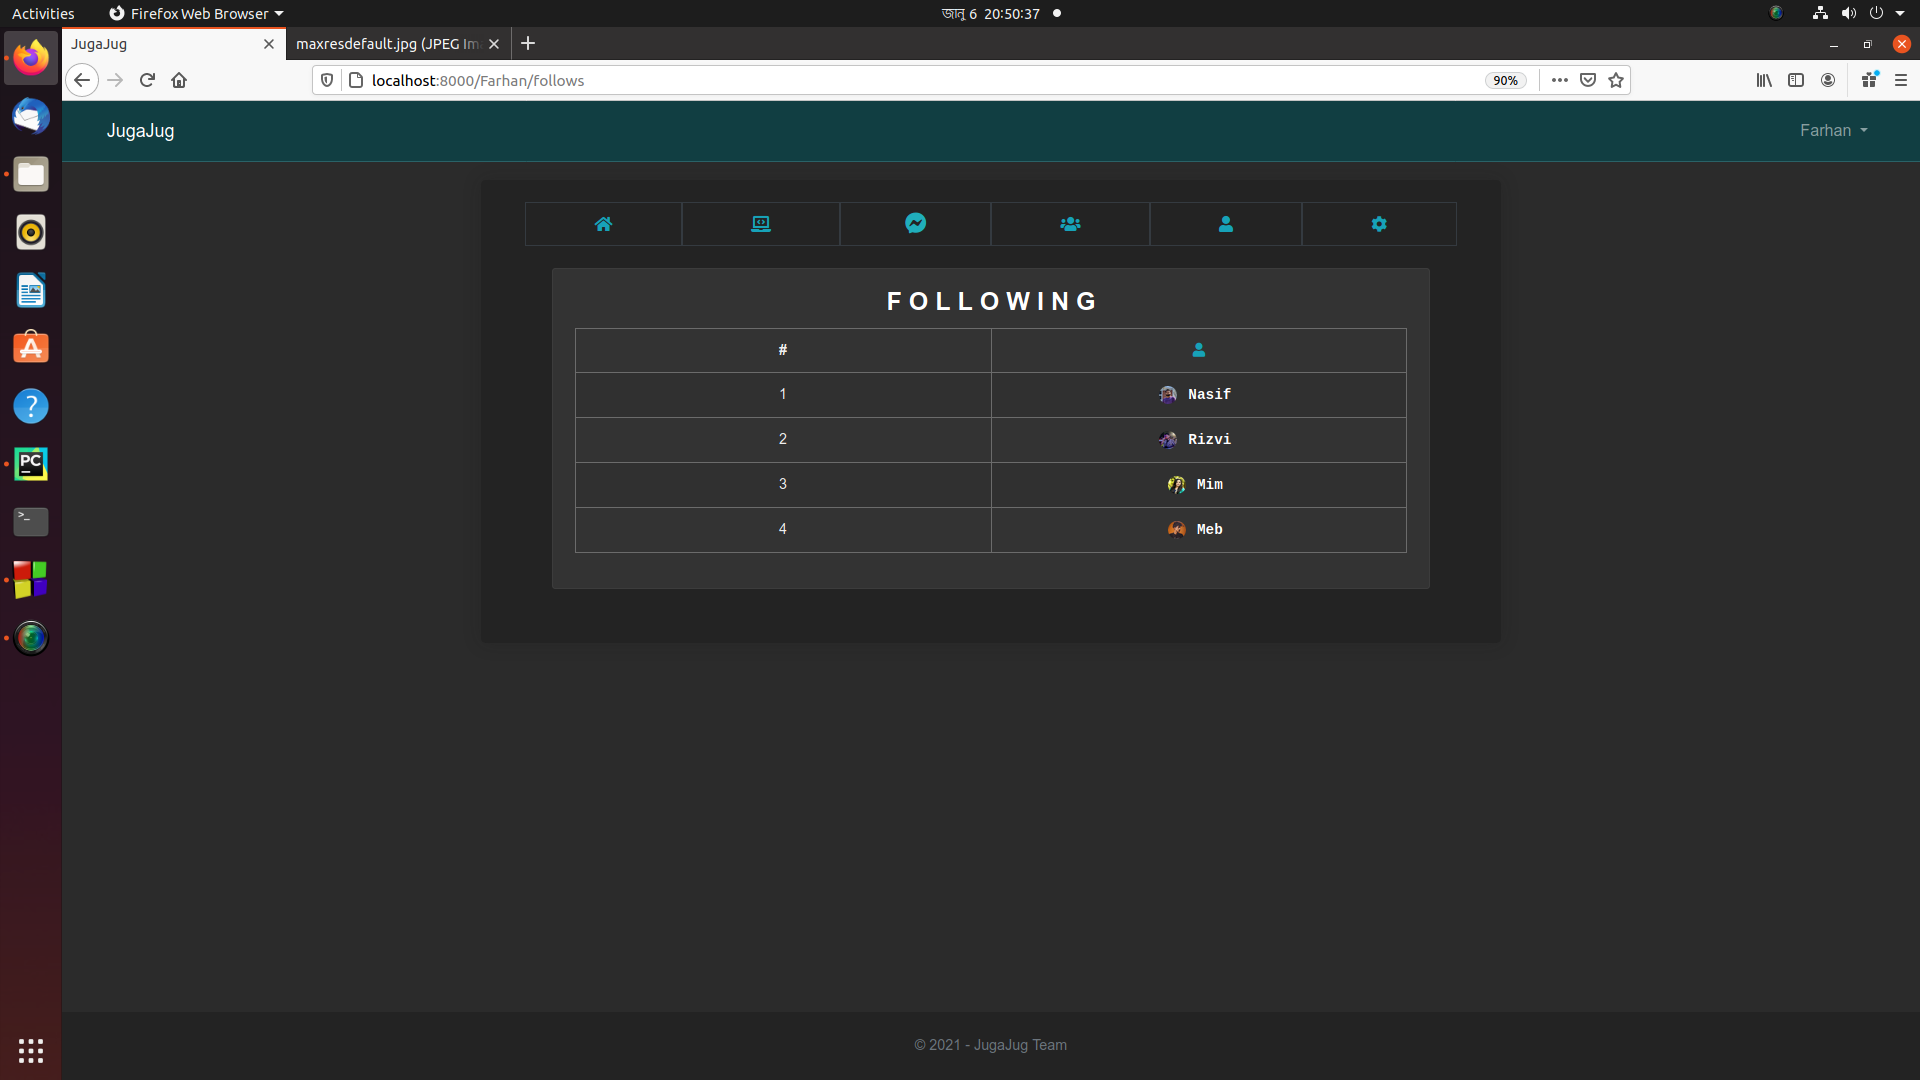 Activities
Firefox Web Browser
জানু 6 20:50:37
JugaJug
maxresdefault.jpg (JPEG Im
localhost:8000/Farhan/follows
90%
JugaJug
Farhan
FOLLOWING
#
1 Nasif
2 Rizvi
3 Mim
4 Meb
PC
>_
?
© 2021 - JugaJug Team